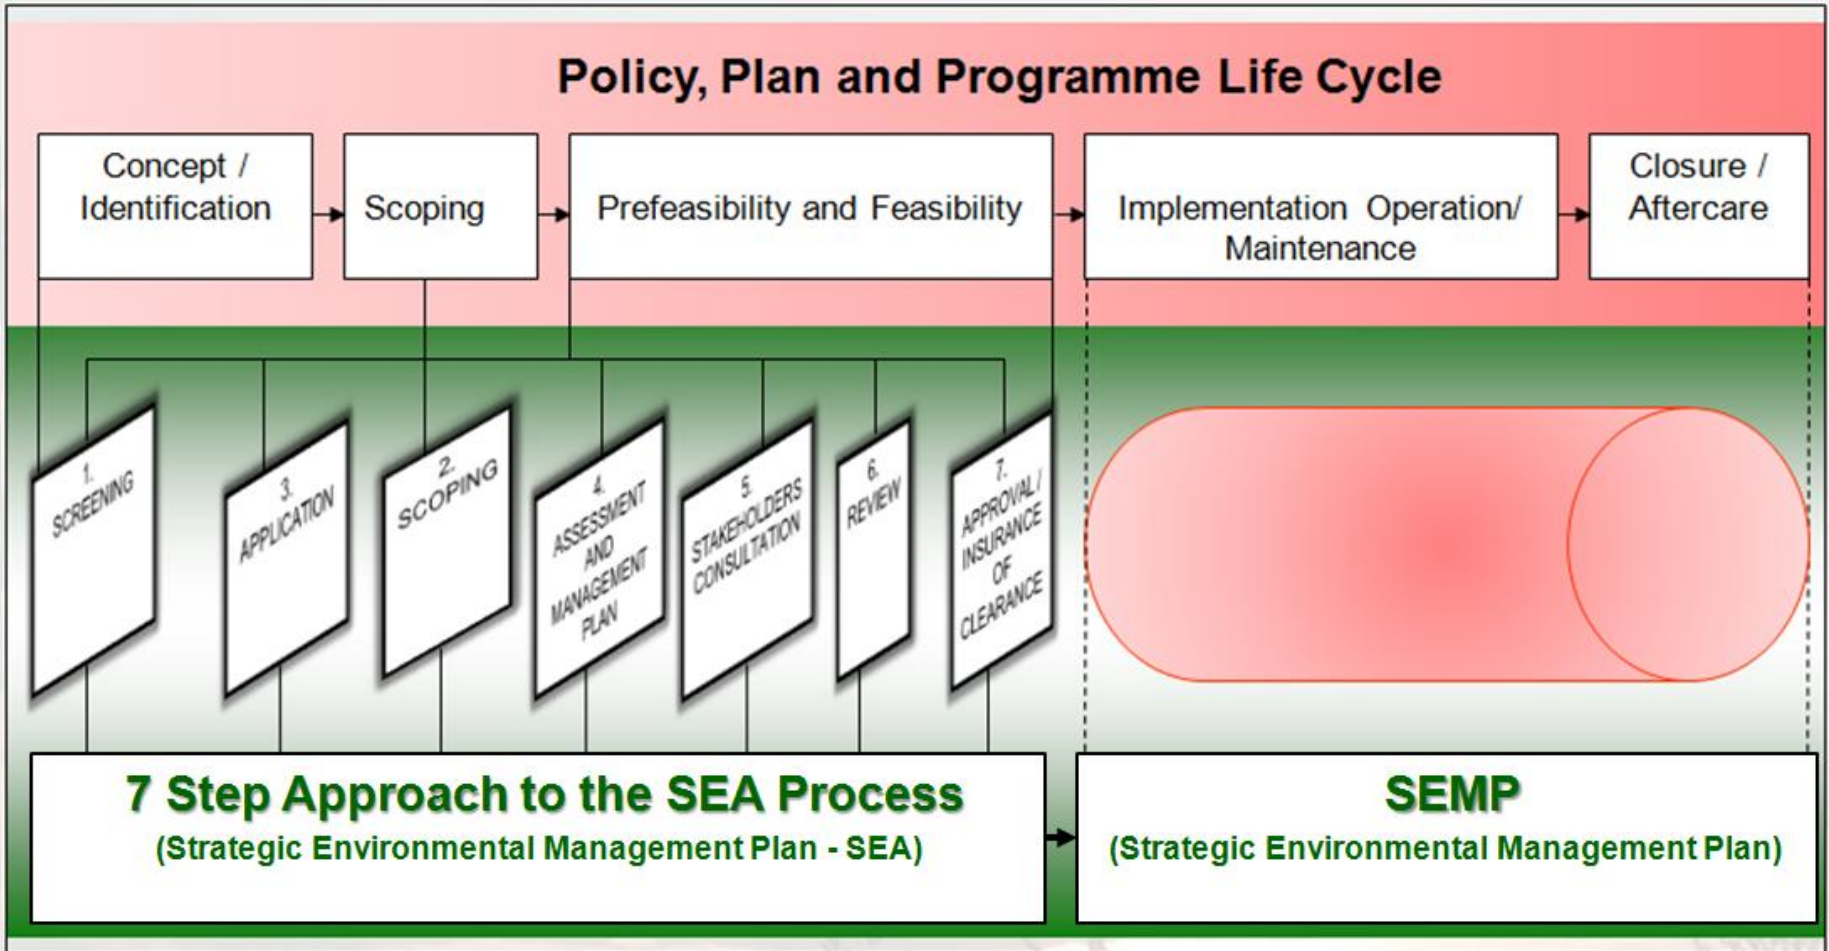 Policy, Plan and Programme Life Cycle
Concept /
Identification
Scoping
Prefeasibility and Feasibility
Implementation Operation/
Maintenance
Closure /
Aftercare
1.
SCREENING
3.
APPLICATION
2.
SCOPING
4.
ASSESSMENT
AND
MANAGEMENT
PLAN
5.
STAKEHOLDERS
CONSULTATION
6.
REVIEW
7.
APPROVAL /
INSURANCE
OF
CLEARANCE
7 Step Approach to the SEA Process
(Strategic Environmental Management Plan - SEA)
SEMP
(Strategic Environmental Management Plan)